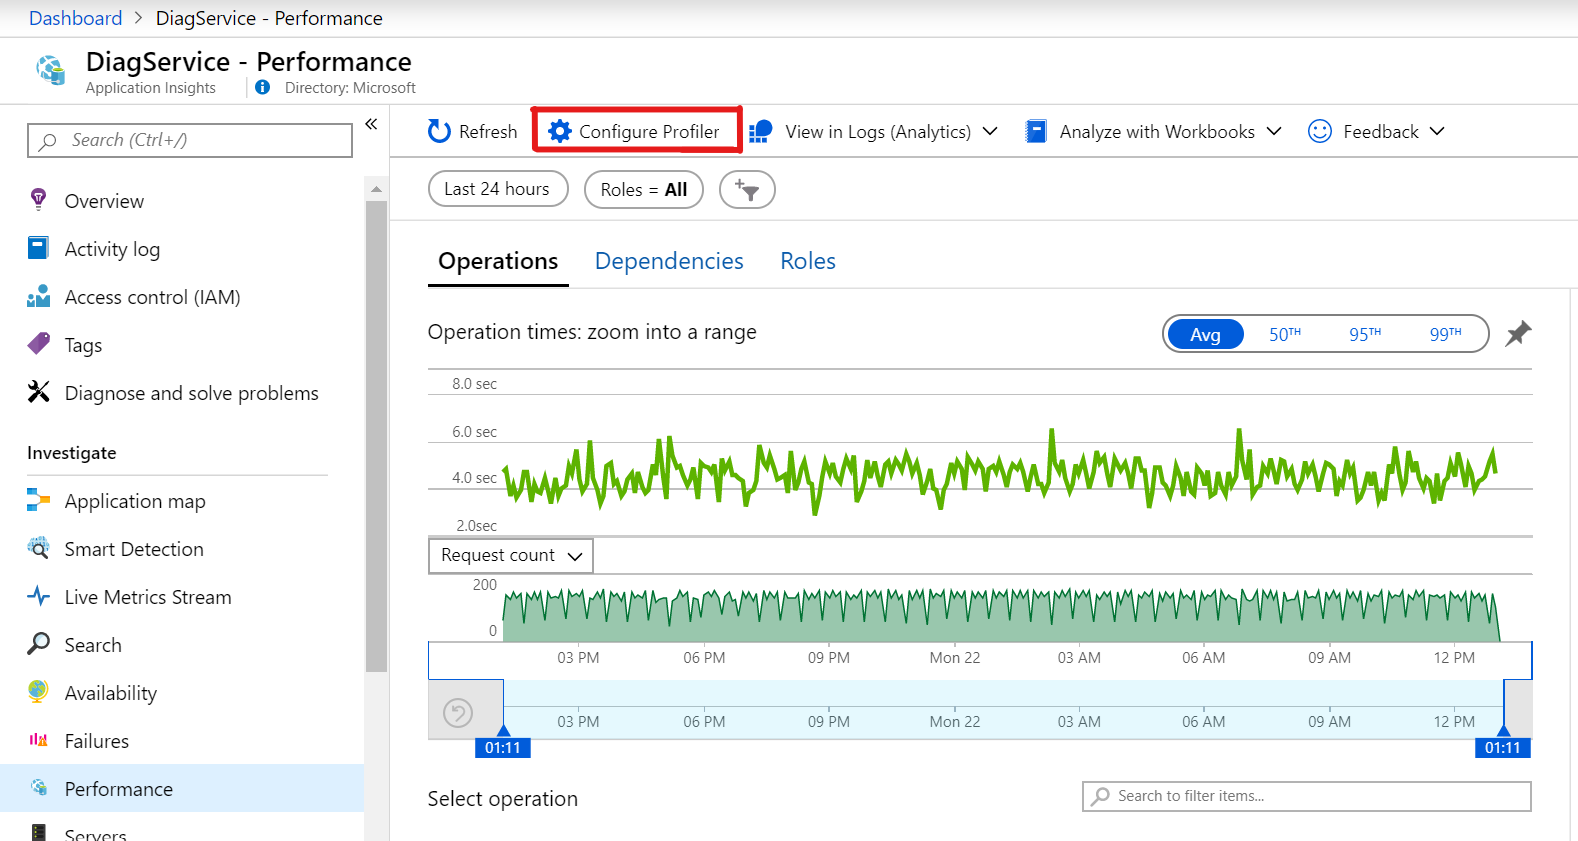 Dashboard > DiagService - Performance
DiagService - Performance
Application Insights
Directory: Microsoft
Search (Ctrl+/)
Overview
Activity log
Access control (IAM)
Tags
Diagnose and solve problems
Investigate
Application map
Smart Detection
Live Metrics Stream
Search
Availability
Failures
Performance
Servers
Refresh
Configure Profiler
View in Logs (Analytics)
Analyze with Workbooks
Feedback
Last 24 hours
Roles = All
Operations
Dependencies
Roles
Operation times: zoom into a range
Avg
50TH
95TH
99TH
8.0 sec
6.0 sec
4.0 sec
2.0sec
Request count
200
0
03 PM
06 PM
09 PM
Mon 22
03 AM
06 AM
09 AM
12 PM
03 PM
06 PM
09 PM
Mon 22
03 AM
06 AM
09 AM
12 PM
01:11
01:11
Select operation
Search to filter items...